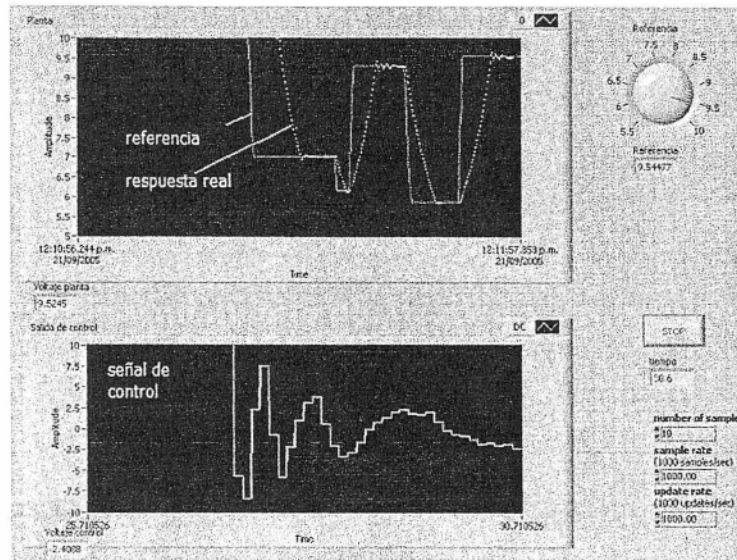 Planta
0
Amplitude
10
9.5
9
8.5
8
7.5
7
6.5
6
5.5
5
referencia
respuesta real
12:10:56.244 p.m.
21/09/2005
12:11:57.353 p.m.
21/09/2005
Time
Referencia
5.5
6
6.5
7
7.5
8
8.5
9
9.5
10
Referencia
9.54477
Voltaje planta
9.5245
Salida de control
DC
Amplitude
10
7.5
5
2.5
0
-2.5
-5
-7.5
-10
señal de
control
25.710526
30.710526
Time
Voltaje control
-2.4088
STOP
tiempo
58.6
number of sample
10
sample rate
(1000 samples/sec)
1000.00
update rate
(1000 updates/sec)
1000.00